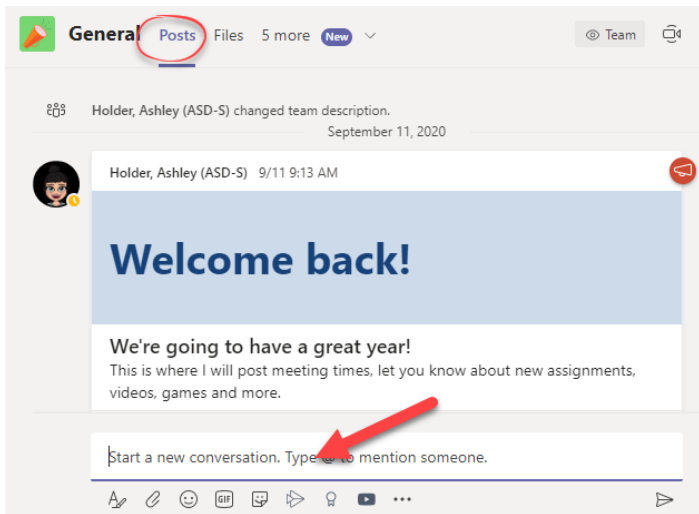 General Posts Files 5 more New Team
Holder, Ashley (ASD-S) changed team description.
September 11, 2020
Holder, Ashley (ASD-S) 9/11 9:13 AM
Welcome back!
We're going to have a great year!
This is where I will post meeting times, let you know about new assignments,
videos, games and more.
Start a new conversation. Type @ to mention someone.
GIF